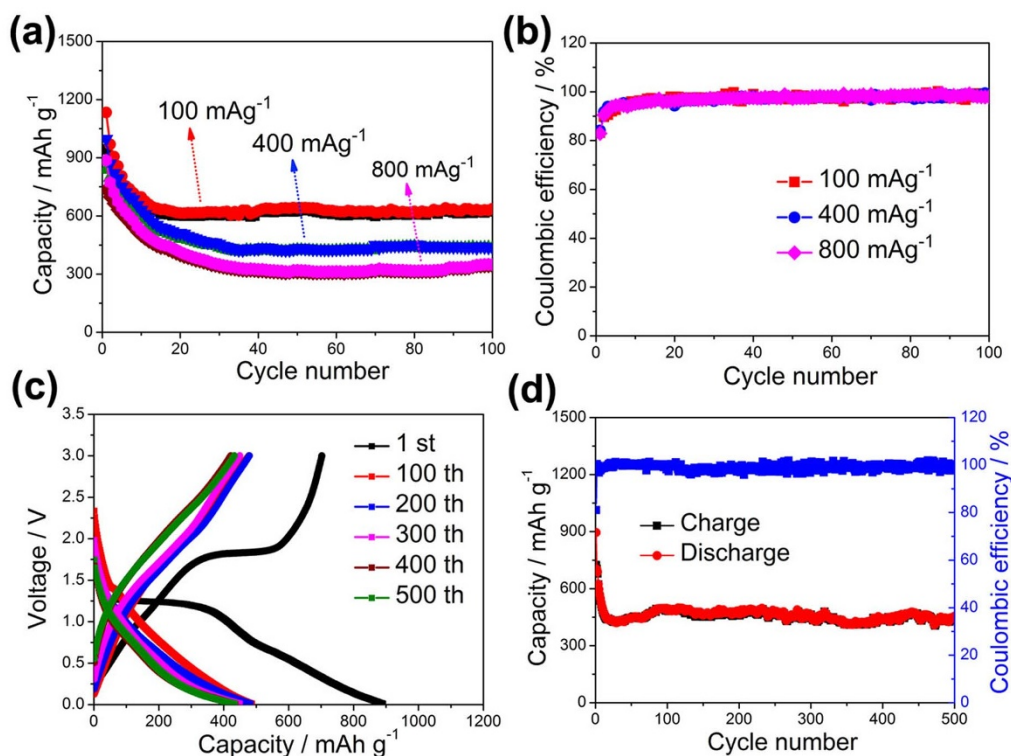 (a)
1500
1200
900
600
300
0
Capacity / mAh g⁻¹
100 mAg⁻¹
400 mAg⁻¹
800 mAg⁻¹
0 20 40 60 80 100
Cycle number
(b)
120
100
80
60
40
20
0
Coulombic efficiency / %
100 mAg⁻¹
400 mAg⁻¹
800 mAg⁻¹
0 20 40 60 80 100
Cycle number
(c)
3.5
3.0
2.5
2.0
1.5
1.0
0.5
0.0
Voltage / V
1 st
100 th
200 th
300 th
400 th
500 th
0 200 400 600 800 1000 1200
Capacity / mAh g⁻¹
(d)
1500
1200
900
600
300
0
Capacity / mAh g⁻¹
Charge
Discharge
120
100
80
60
40
20
0
Coulombic efficiency / %
0 100 200 300 400 500
Cycle number